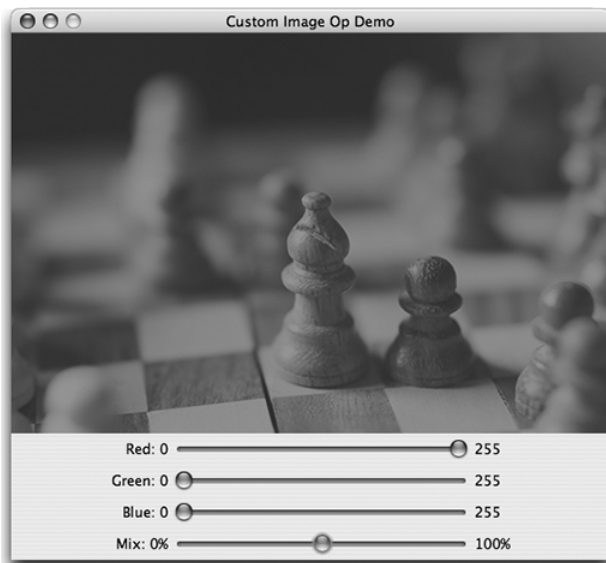 Custom Image Op Demo
Red: 0 255
Green: 0 255
Blue: 0 255
Mix: 0% 100%